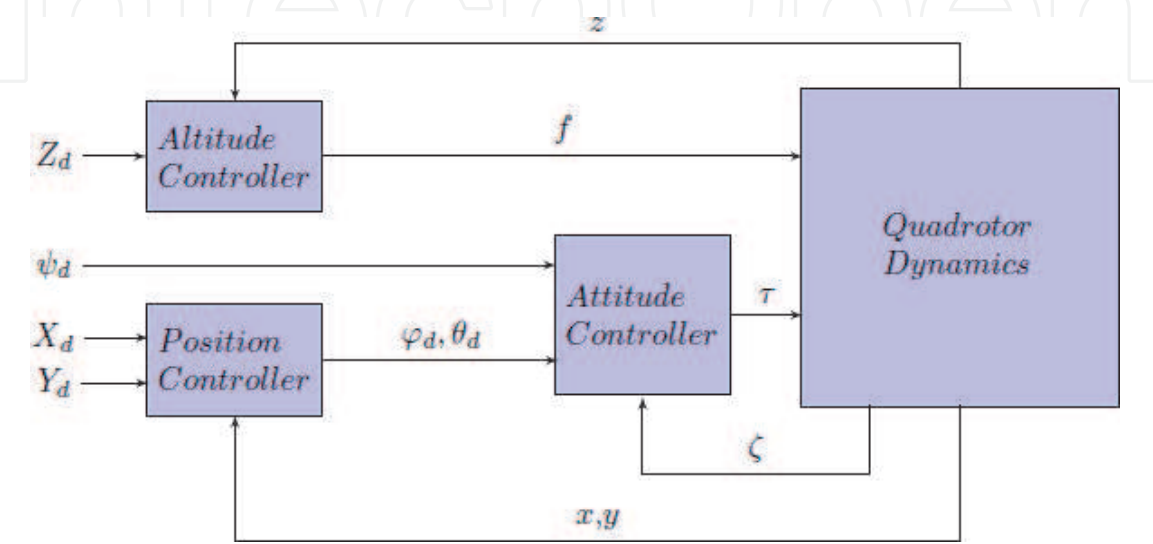 z
Altitude
Controller
Z_d
f
Quadrotor
Dynamics
ψ_d
Attitude
Controller
τ
X_d
Y_d
Position
Controller
φ_d, θ_d
ζ
x,y